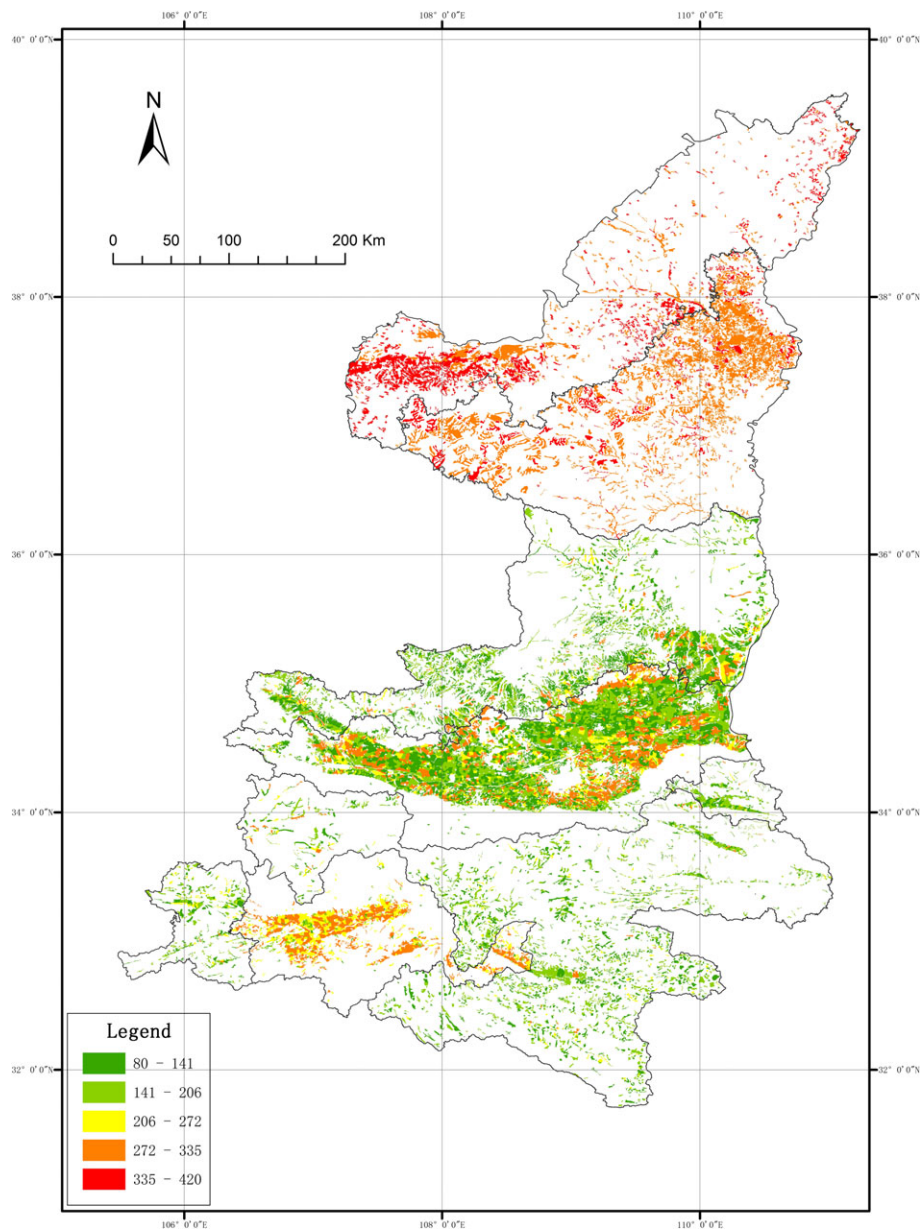 106° 0′0″E 108° 0′0″E 110° 0′0″E
40° 0′0″N 40° 0′0″N
N
0 50 100 200 Km
38° 0′0″N 38° 0′0″N
36° 0′0″N 36° 0′0″N
34° 0′0″N 34° 0′0″N
32° 0′0″N 32° 0′0″N
Legend
80 - 141
141 - 206
206 - 272
272 - 335
335 - 420
106° 0′0″E 108° 0′0″E 110° 0′0″E